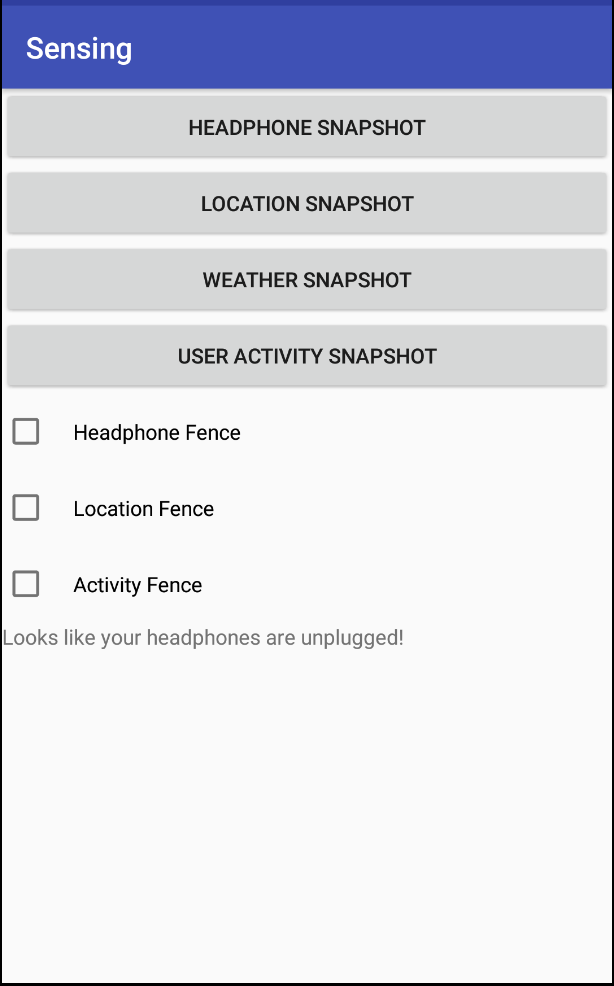 Sensing
HEADPHONE SNAPSHOT
LOCATION SNAPSHOT
WEATHER SNAPSHOT
USER ACTIVITY SNAPSHOT
Headphone Fence
Location Fence
Activity Fence
Looks like your headphones are unplugged!